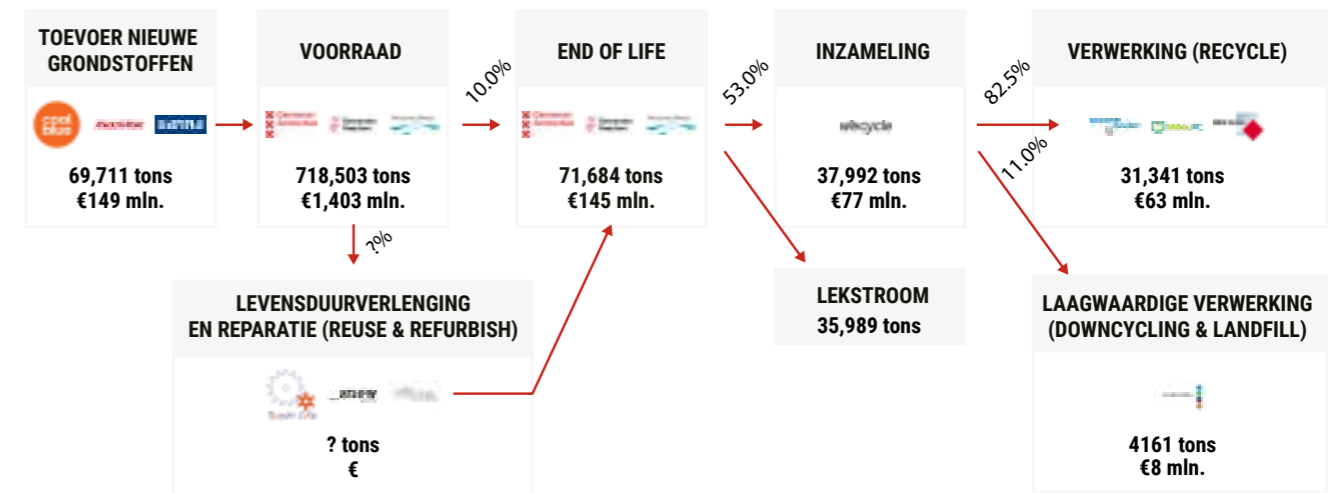 TOEVOER NIEUWE
GRONDSTOFFEN
cool
blue
69,711 tons
€149 mln.
VOORRAAD
718,503 tons
€1,403 mln.
10.0%
END OF LIFE
71,684 tons
€145 mln.
53.0%
INZAMELING
wecycle
37,992 tons
€77 mln.
82.5%
11.0%
VERWERKING (RECYCLE)
31,341 tons
€63 mln.
?%
LEVENSDUURVERLENGING
EN REPARATIE (REUSE & REFURBISH)
? tons
€
LEKSTROOM
35,989 tons
LAAGWAARDIGE VERWERKING
(DOWNCYCLING & LANDFILL)
4161 tons
€8 mln.